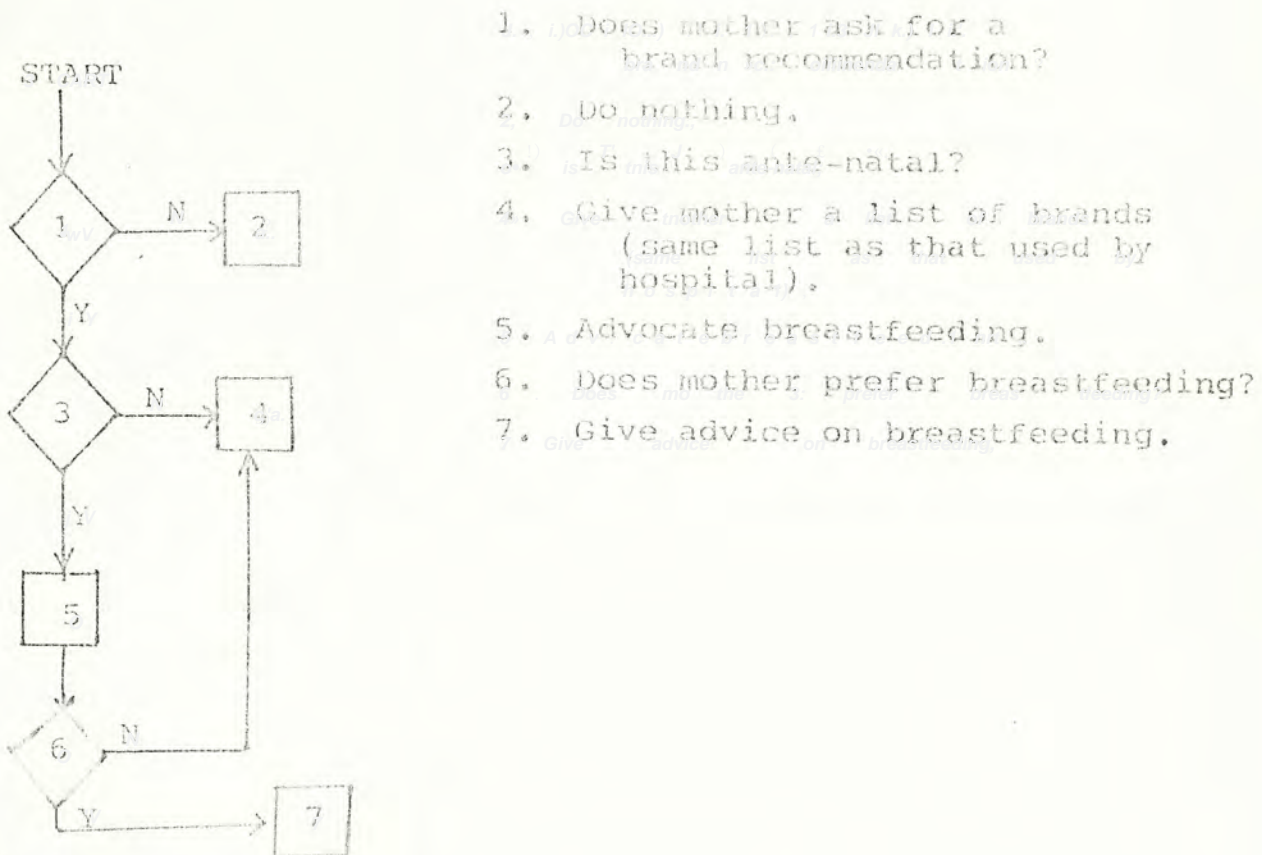 START
1
N
2
Y
3
N
4
Y
5
6
N
Y
7
1. Does mother ask for a
brand recommendation?
2. Do nothing.
3. Is this ante-natal?
4. Give mother a list of brands
(same list as that used by
hospital).
5. Advocate breastfeeding.
6. Does mother prefer breastfeeding?
7. Give advice on breastfeeding.